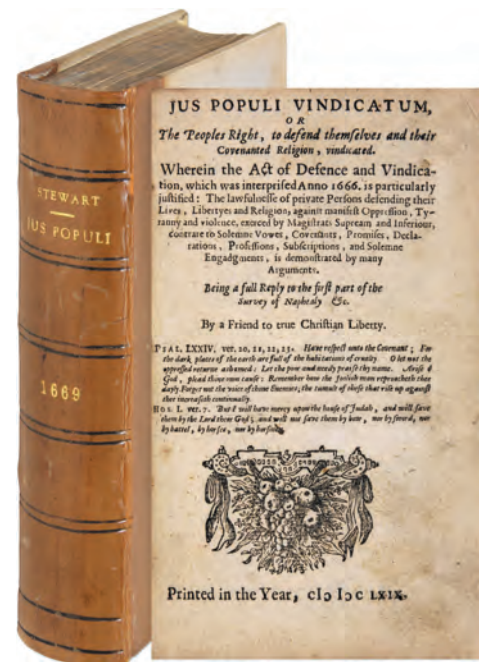 STEWART
JUS POPULI
1669
JUS POPULI VINDICATUM,
OR
The Peoples Right, to defend themselves and their
Covenanted Religion, vindicated.
Wherein the Act of Defence and Vindica-
tion, which was interprised Anno 1666. is particularly
justified: The lawfulnesse of private Persons defending their
Lives, Libertyes and Religion, against manifest Oppression, Ty-
ranny and violence, exerced by Magistrats Supream and Inferiour,
contrare to Solemne Vowes, Covenants, Promises, Decla-
rations, Professions, Subscriptions, and Solemne
Engadgments, is demonstrated by many
Arguments.
Being a full Reply to the first part of the
Survey of Naphtaly &c.
By a Friend to true Christian Liberty.
PSAL. LXXIV. ver. 20, 21, 22, 23. Have respect unto the Covenant; For
the dark places of the earth are full of the habitations of cruelty. O let not the
oppressed returne ashamed: Let the poor and needy praise thy name. Arise ô
God, plead thine own cause: Remember how the foolish man reproacheth thee
dayly. Forget not the voice of thine Enemies; the tumult of those that rise up against
thee increaseth continually.
HOS. I. ver. 7. But I will have mercy upon the house of Judah, and will save
them by the Lord their God; and will not save them by bow, nor by sword, nor
by battel, by horses, nor by horsmen.
Printed in the Year, cIɔ Iɔc LXIX.